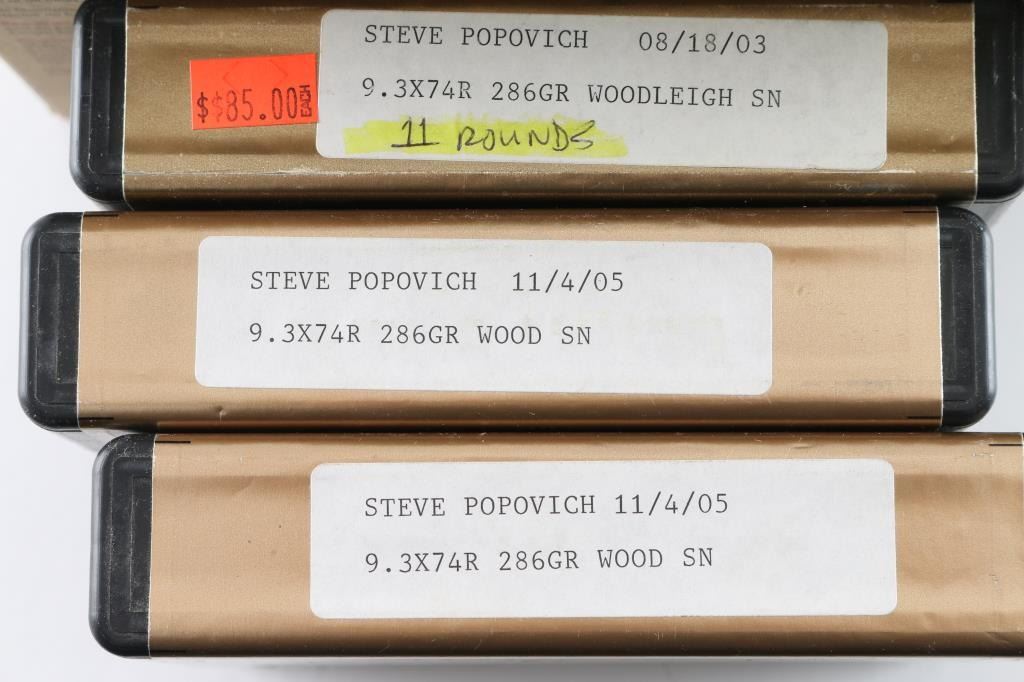 STEVE POPOVICH 08/18/03
$$85.00 EACH
9.3X74R 286GR WOODLEIGH SN
11 ROUNDS
STEVE POPOVICH 11/4/05
9.3X74R 286GR WOOD SN
STEVE POPOVICH 11/4/05
9.3X74R 286GR WOOD SN